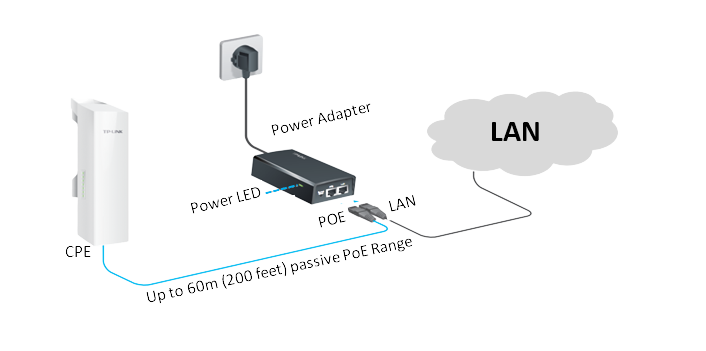 Power Adapter
LAN
TP-LINK
Power LED
POE
LAN
CPE
Up to 60m (200 feet) passive PoE Range